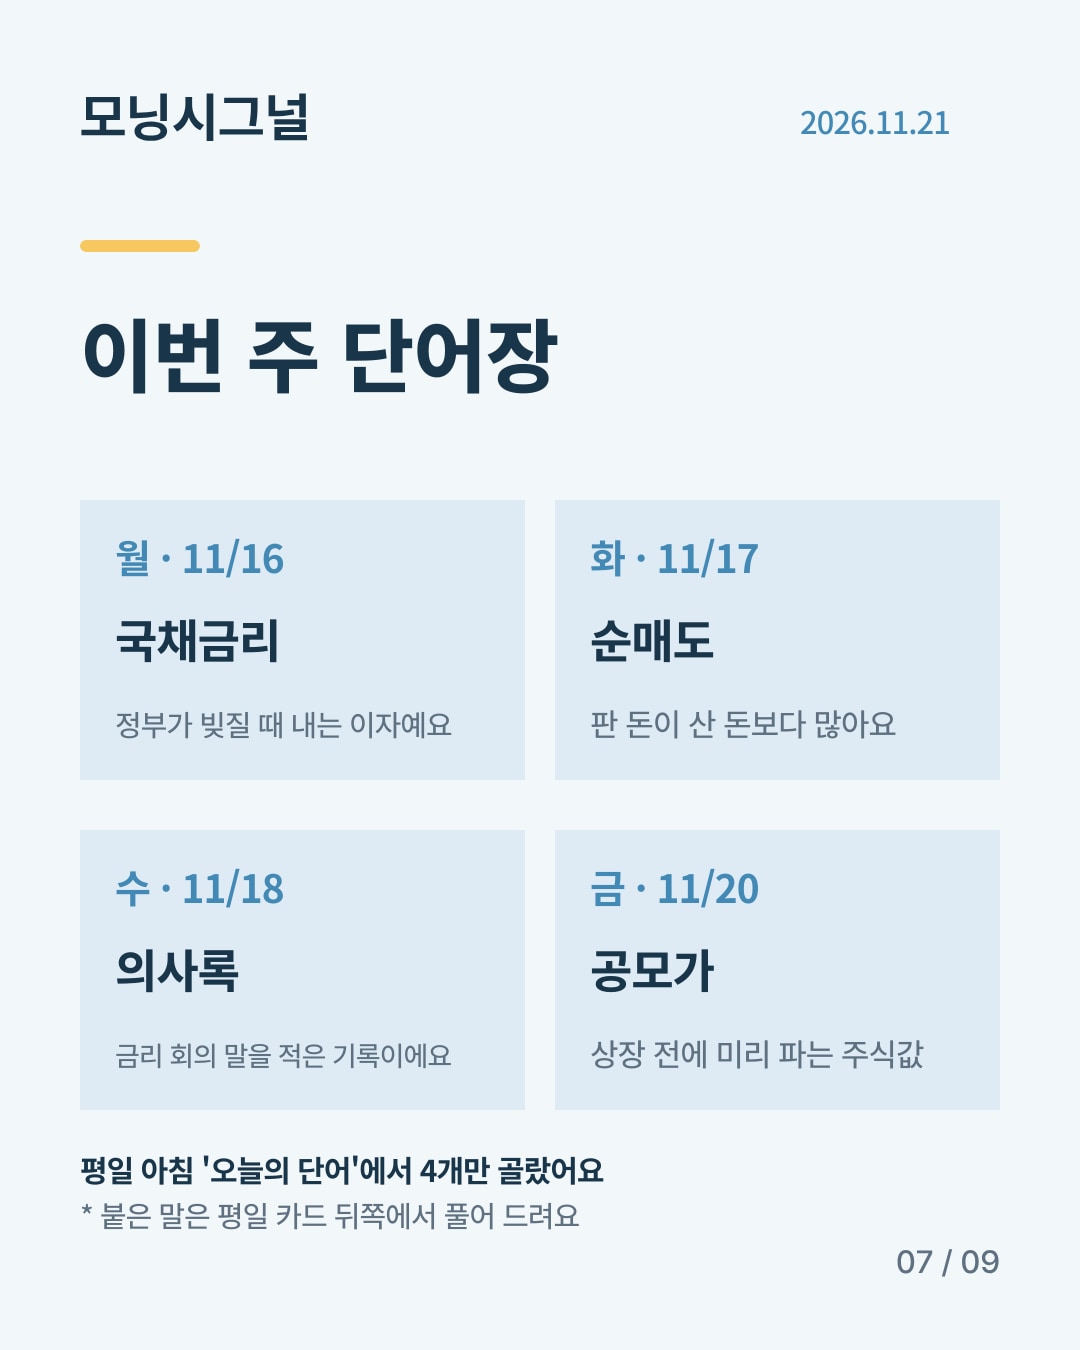 모닝시그널
2026.11.21
이번 주 단어장
월 · 11/16
국채금리
정부가 빚질 때 내는 이자예요
화 · 11/17
순매도
판 돈이 산 돈보다 많아요
수 · 11/18
의사록
금리 회의 말을 적은 기록이에요
금 · 11/20
공모가
상장 전에 미리 파는 주식값
평일 아침 '오늘의 단어'에서 4개만 골랐어요
* 붙은 말은 평일 카드 뒤쪽에서 풀어 드려요
07 / 09